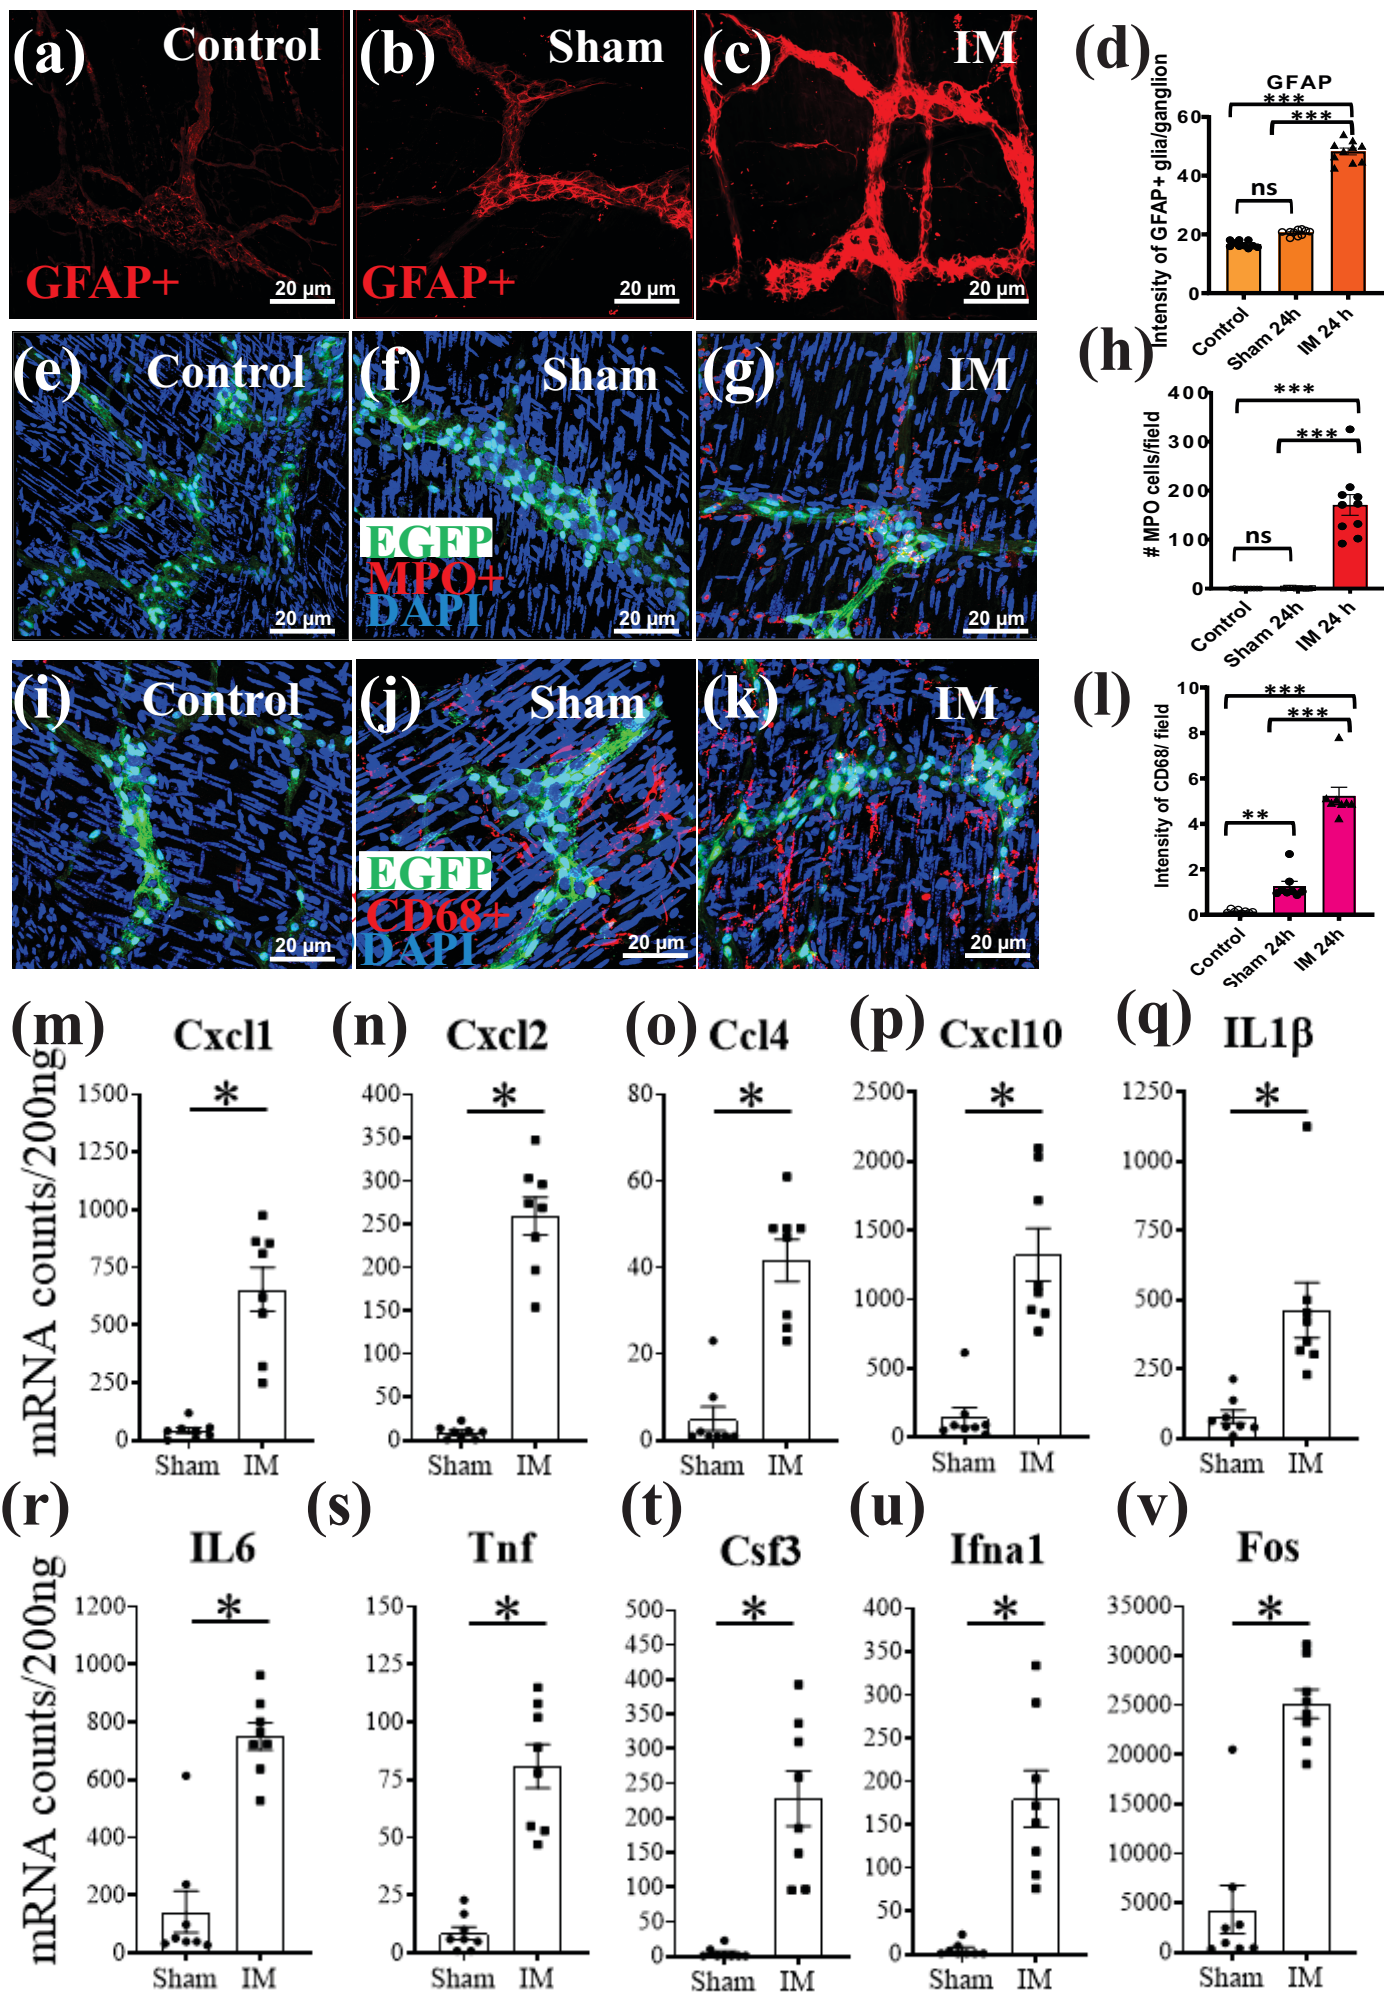 (a) Control
GFAP+
20 µm
(b) Sham
GFAP+
20 µm
(c) IM
20 µm
(d)
GFAP
Intensity of GFAP+ glia/ganglion
60
40
20
0
***
***
ns
Control
Sham 24h
IM 24 h
(e) Control
20 µm
(f) Sham
EGFP
MPO+
DAPI
20 µm
(g) IM
20 µm
(h)
# MPO cells/field
400
300
200
100
0
***
***
ns
Control
Sham 24h
IM 24 h
(i) Control
20 µm
(j) Sham
EGFP
CD68+
DAPI
20 µm
(k) IM
20 µm
(l)
Intensity of CD68/ field
10
8
6
4
2
0
***
***
**
Control
Sham 24h
IM 24h
(m) Cxcl1
mRNA counts/200ng
1500
1250
1000
750
500
250
0
*
Sham IM
(n) Cxcl2
400
350
300
250
200
150
100
50
0
*
Sham IM
(o) Ccl4
80
60
40
20
0
*
Sham IM
(p) Cxcl10
2500
2000
1500
1000
500
0
*
Sham IM
(q) IL1β
1250
1000
750
500
250
0
*
Sham IM
(r) IL6
mRNA counts/200ng
1200
1000
800
600
400
200
0
*
Sham IM
(s) Tnf
150
125
100
75
50
25
0
*
Sham IM
(t) Csf3
500
450
400
350
300
250
200
150
100
50
0
*
Sham IM
(u) Ifna1
400
350
300
250
200
150
100
50
0
*
Sham IM
(v) Fos
35000
30000
25000
20000
15000
10000
5000
0
*
Sham IM